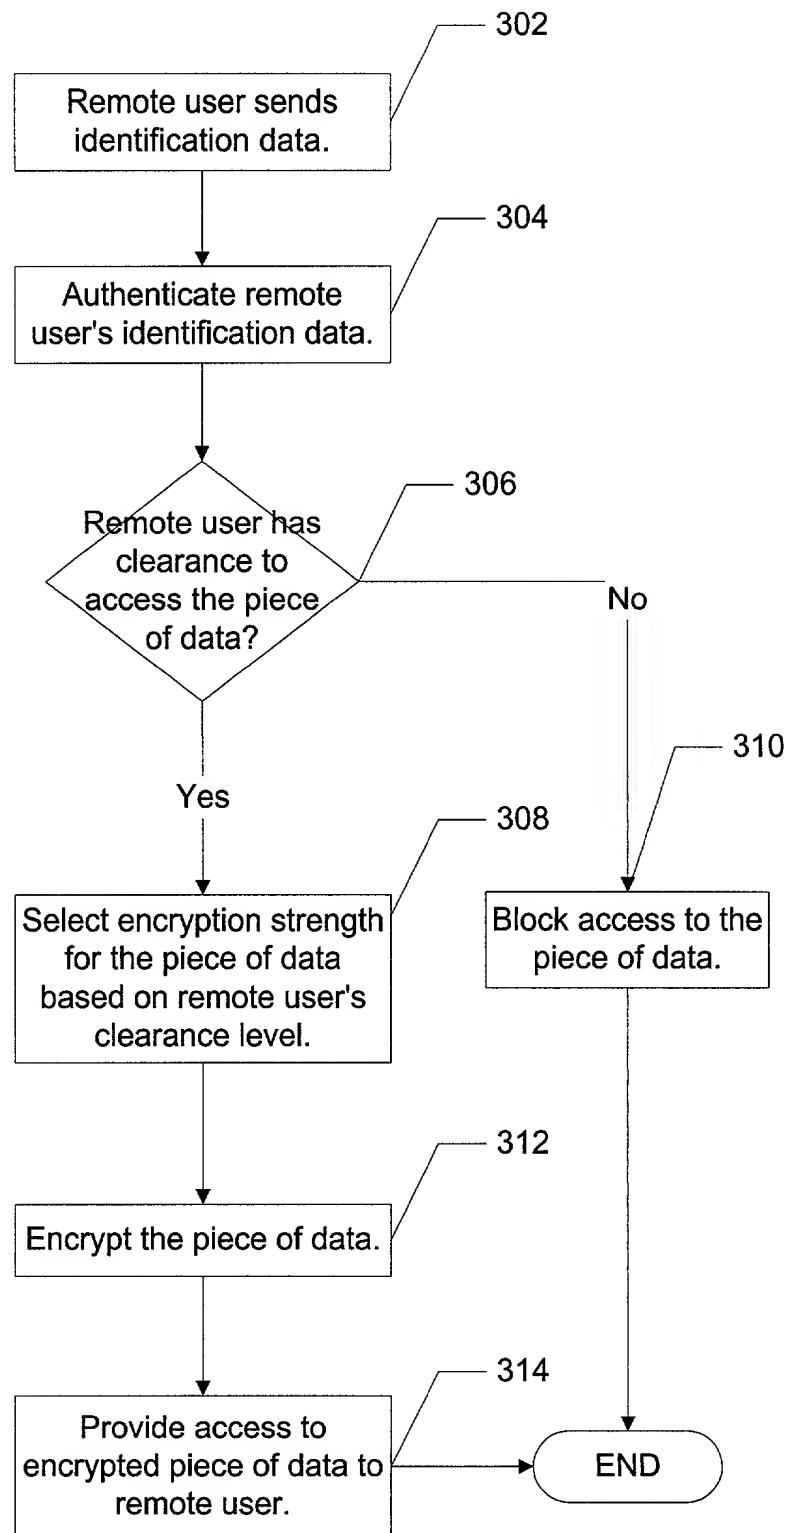 302
Remote user sends
identification data.
304
Authenticate remote
user's identification data.
306
Remote user has
clearance to
access the piece
of data?
No
310
Yes
308
Select encryption strength
for the piece of data
based on remote user's
clearance level.
Block access to the
piece of data.
312
Encrypt the piece of data.
314
Provide access to
encrypted piece of data to
remote user.
END